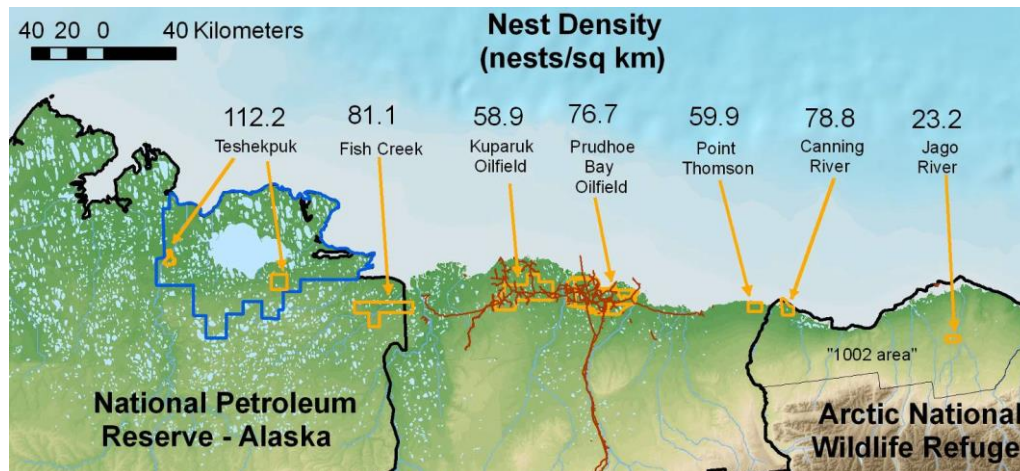 40 20 0 40 Kilometers
Nest Density
(nests/sq km)
112.2
Teshekpuk
81.1
Fish Creek
58.9
Kuparuk
Oilfield
76.7
Prudhoe
Bay
Oilfield
59.9
Point
Thomson
78.8
Canning
River
23.2
Jago
River
"1002 area"
National Petroleum
Reserve - Alaska
Arctic National
Wildlife Refuge